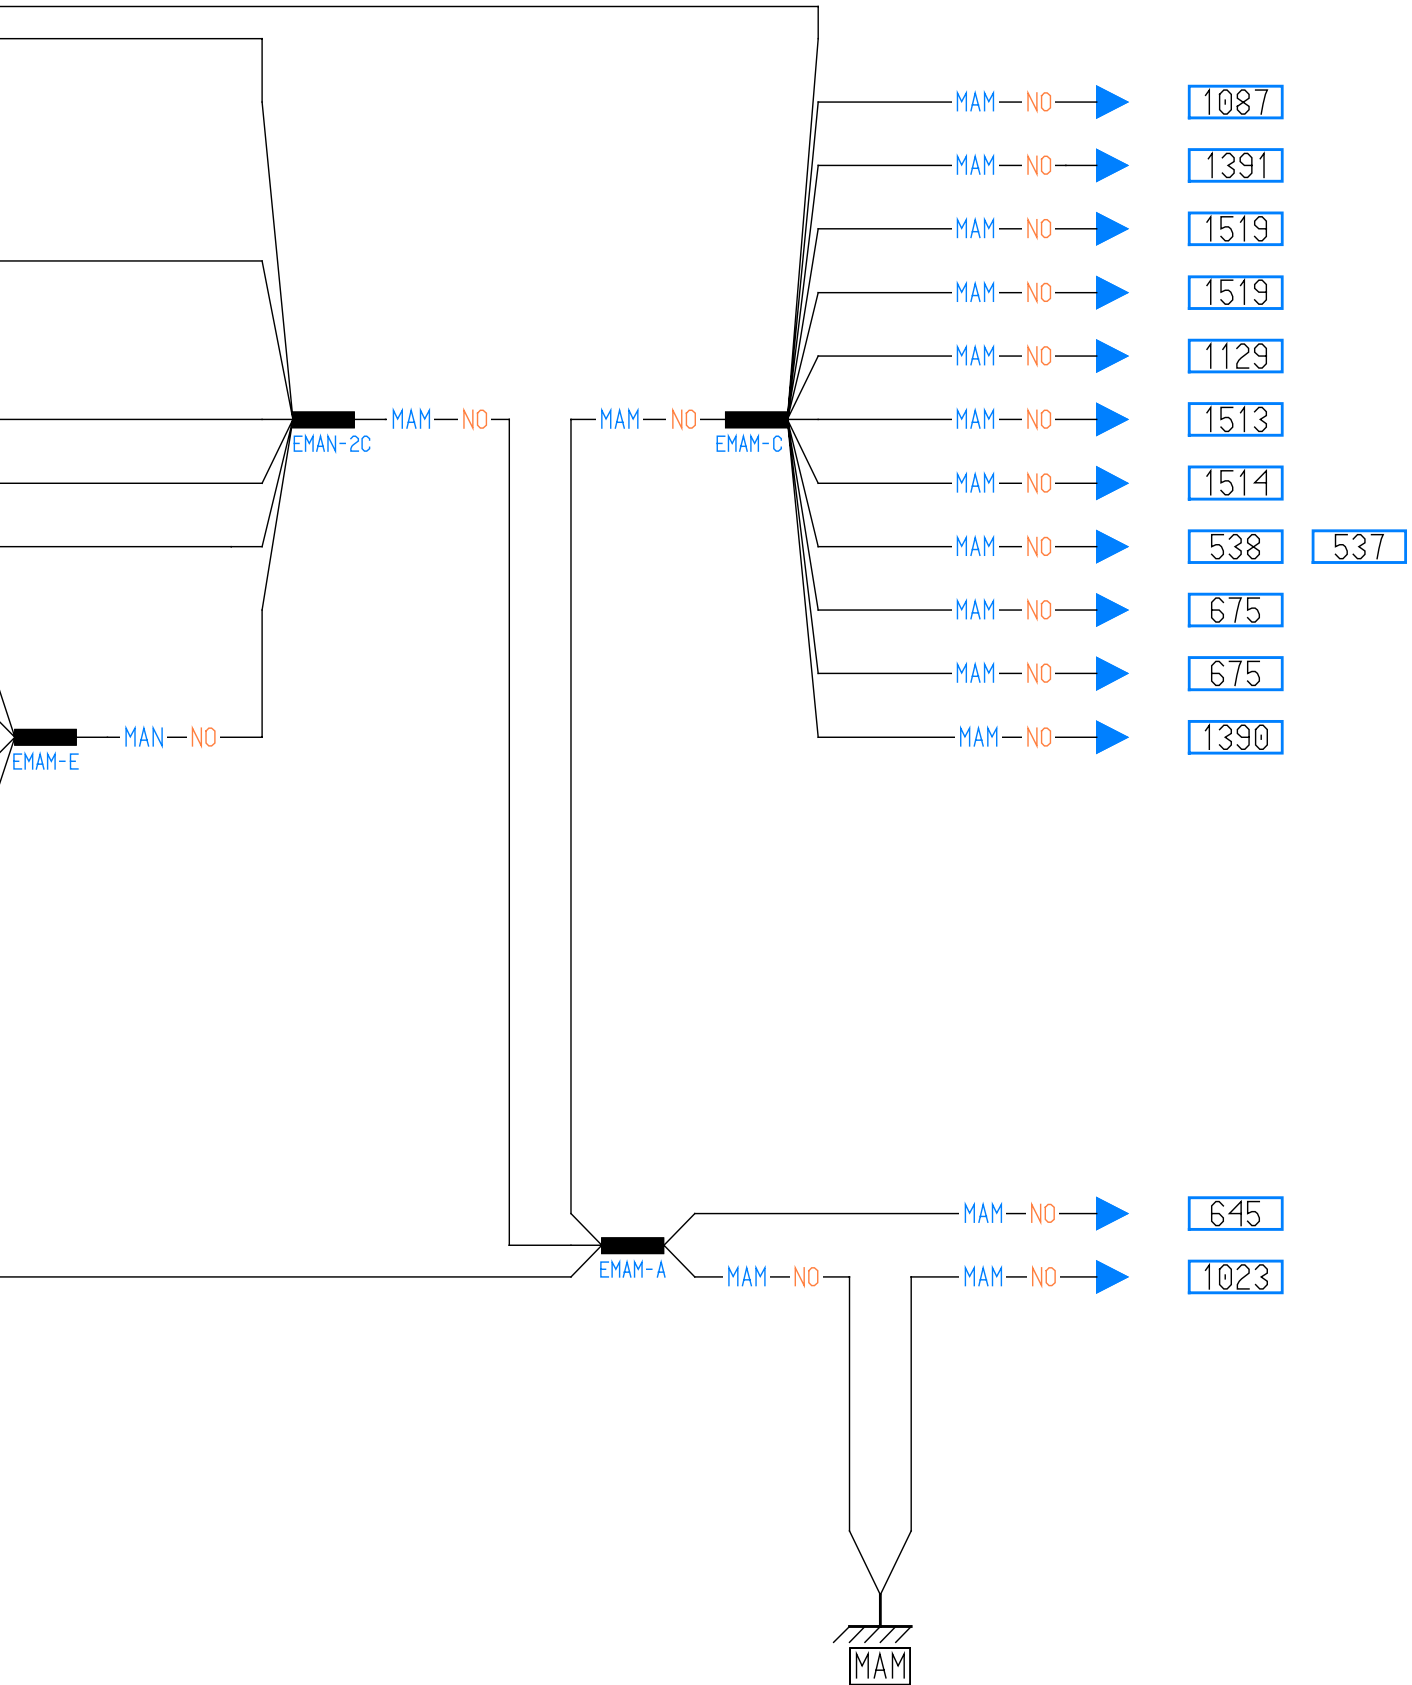 MAM NO 1087
MAM NO 1391
MAM NO 1519
MAM NO 1519
MAM NO 1129
MAM NO MAM NO MAM NO 1513
EMAN-2C EMAM-C
MAM NO 1514
MAM NO 538 537
MAM NO 675
MAM NO 675
MAN NO MAM NO 1390
EMAM-E
MAM NO 645
EMAM-A MAM NO MAM NO 1023
MAM